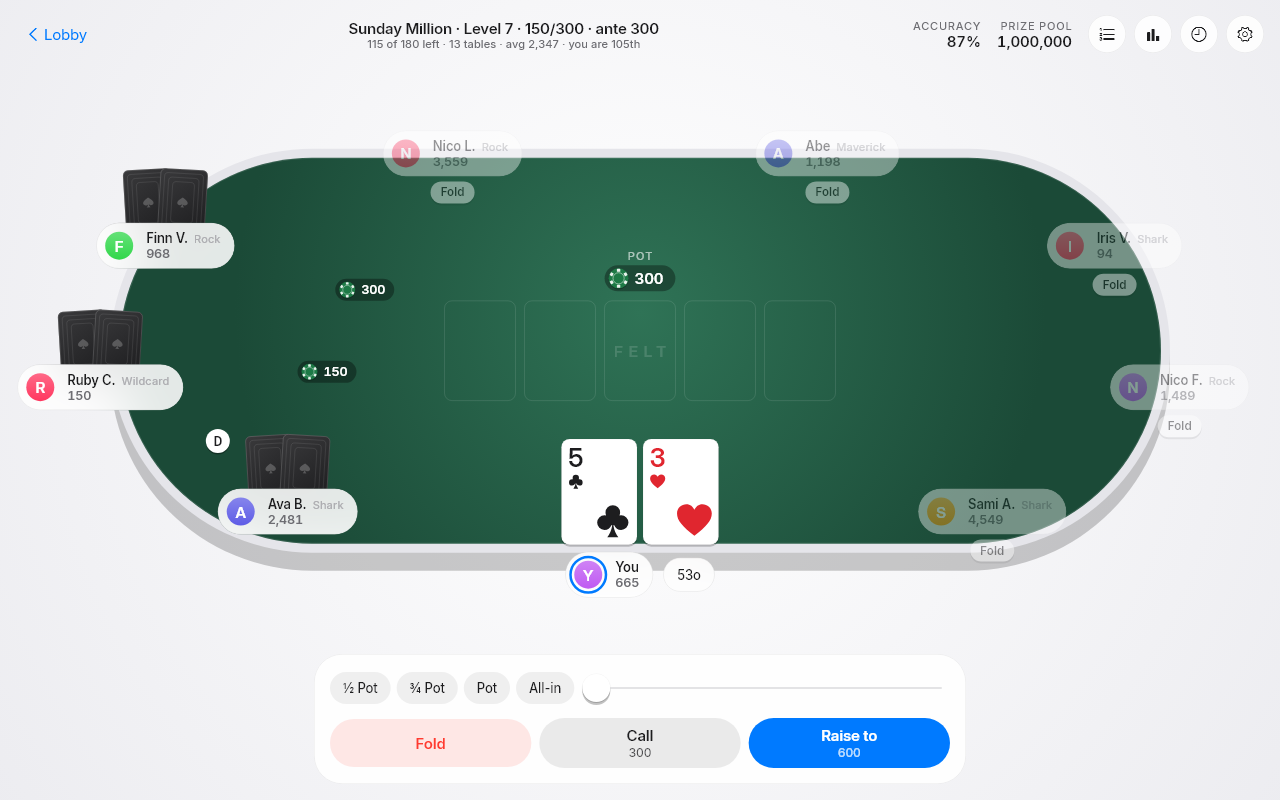 Lobby
Sunday Million · Level 7 · 150/300 · ante 300
115 of 180 left · 13 tables · avg 2,347 · you are 105th
ACCURACY
87%
PRIZE POOL
1,000,000
N
Nico L. Rock
3,559
Fold
A
Abe Maverick
1,198
Fold
F
Finn V. Rock
968
I
Iris V. Shark
94
Fold
POT
300
300
150
FELT
R
Ruby C. Wildcard
150
N
Nico F. Rock
1,489
Fold
D
A
Ava B. Shark
2,481
5
3
S
Sami A. Shark
4,549
Fold
Y
You
665
53o
½ Pot
¾ Pot
Pot
All-in
Fold
Call
300
Raise to
600